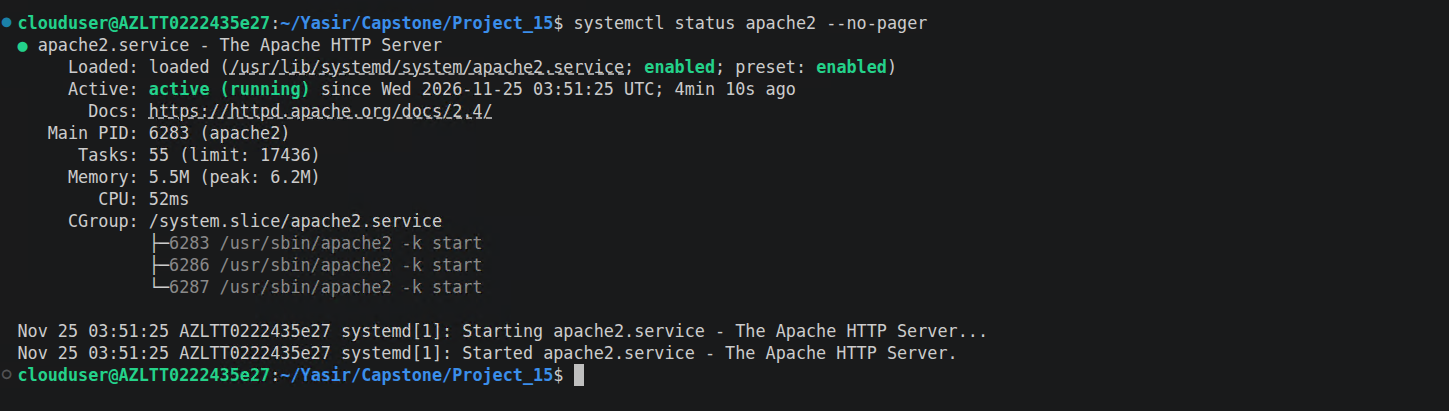 clouduser@AZLTT0222435e27:~/Yasir/Capstone/Project_15$ systemctl status apache2 --no-pager
● apache2.service - The Apache HTTP Server
     Loaded: loaded (/usr/lib/systemd/system/apache2.service; enabled; preset: enabled)
     Active: active (running) since Wed 2026-11-25 03:51:25 UTC; 4min 10s ago
       Docs: https://httpd.apache.org/docs/2.4/
   Main PID: 6283 (apache2)
      Tasks: 55 (limit: 17436)
     Memory: 5.5M (peak: 6.2M)
        CPU: 52ms
     CGroup: /system.slice/apache2.service
             ├─6283 /usr/sbin/apache2 -k start
             ├─6286 /usr/sbin/apache2 -k start
             └─6287 /usr/sbin/apache2 -k start

Nov 25 03:51:25 AZLTT0222435e27 systemd[1]: Starting apache2.service - The Apache HTTP Server...
Nov 25 03:51:25 AZLTT0222435e27 systemd[1]: Started apache2.service - The Apache HTTP Server.
clouduser@AZLTT0222435e27:~/Yasir/Capstone/Project_15$